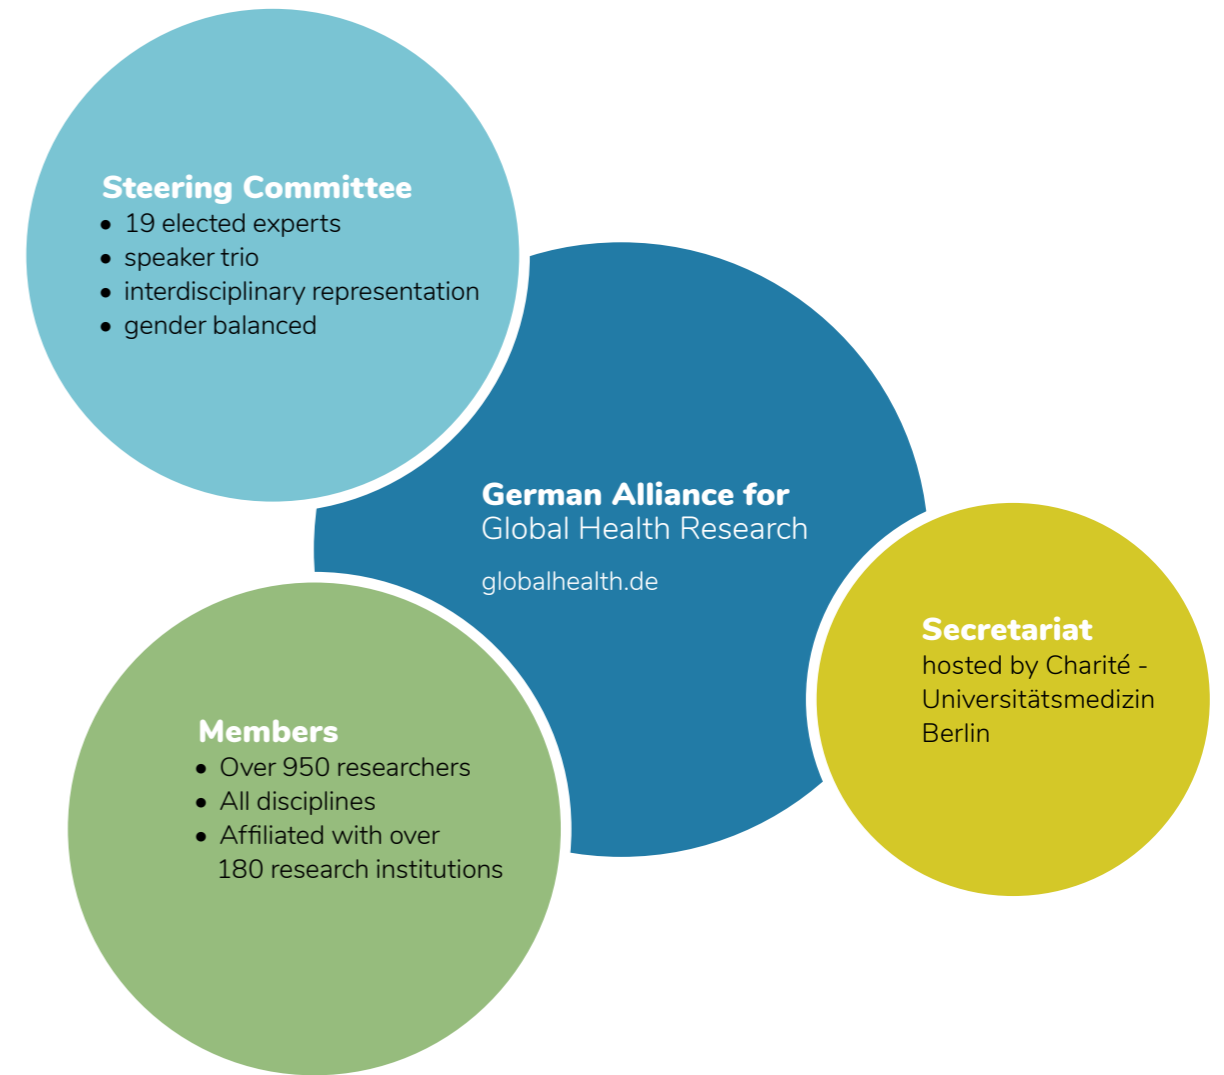 Steering Committee
• 19 elected experts
• speaker trio
• interdisciplinary representation
• gender balanced
German Alliance for
Global Health Research
globalhealth.de
Secretariat
hosted by Charité -
Universitätsmedizin
Berlin
Members
• Over 950 researchers
• All disciplines
• Affiliated with over
180 research institutions